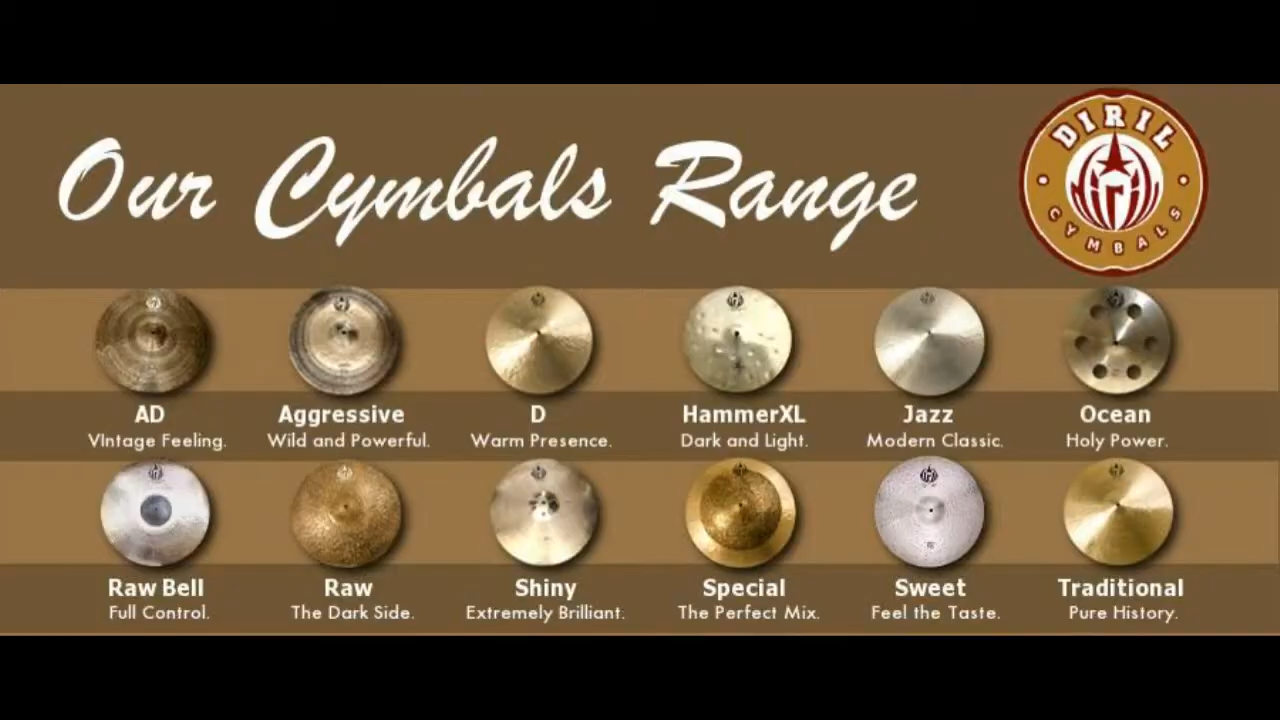 Our Cymbals Range
DIRIL
CYMBALS
AD
VIntage Feeling.
Aggressive
Wild and Powerful.
D
Warm Presence.
HammerXL
Dark and Light.
Jazz
Modern Classic.
Ocean
Holy Power.
Raw Bell
Full Control.
Raw
The Dark Side.
Shiny
Extremely Brilliant.
Special
The Perfect Mix.
Sweet
Feel the Taste.
Traditional
Pure History.